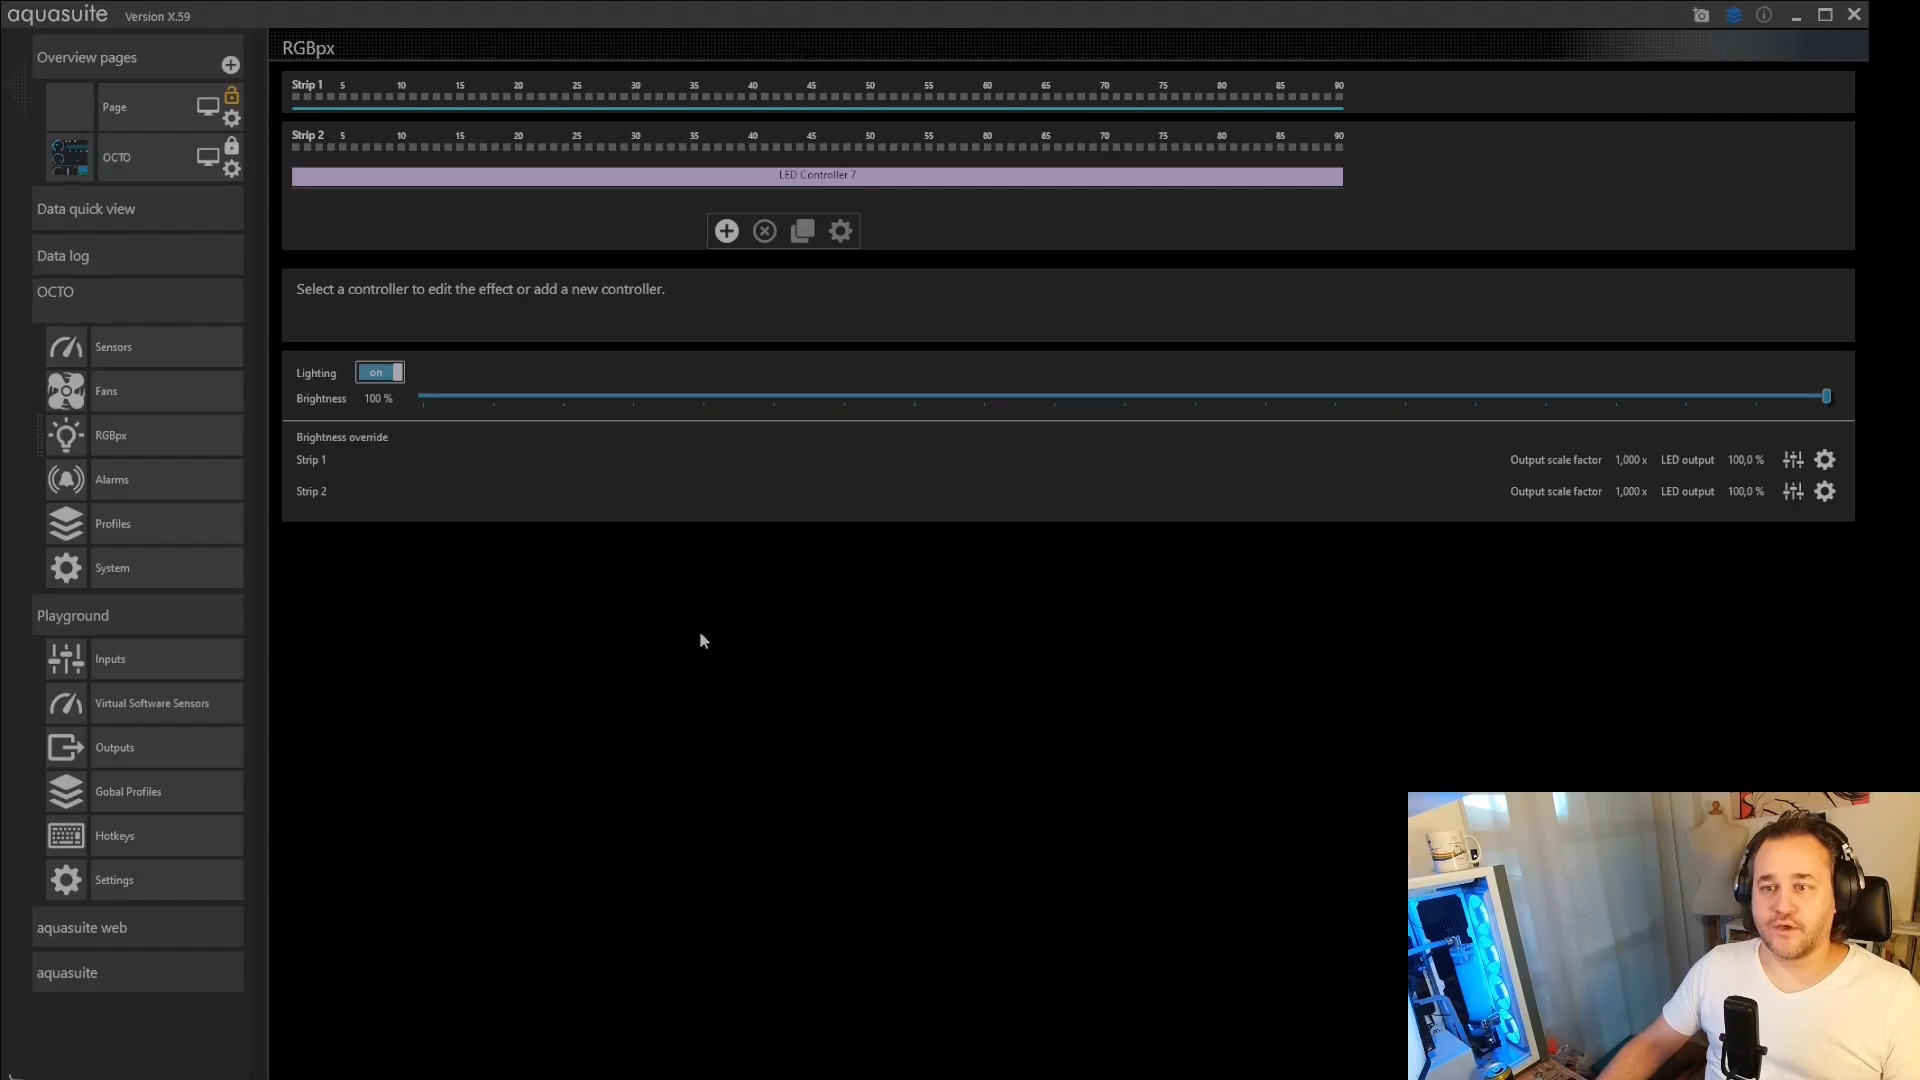 aquasuite Version X.59
Overview pages
Page
OCTO
Data quick view
Data log
OCTO
Sensors
Fans
RGBpx
Alarms
Profiles
System
Playground
Inputs
Virtual Software Sensors
Outputs
Gobal Profiles
Hotkeys
Settings
aquasuite web
aquasuite
RGBpx
Strip 1 5 10 15 20 25 30 35 40 45 50 55 60 65 70 75 80 85 90
Strip 2 5 10 15 20 25 30 35 40 45 50 55 60 65 70 75 80 85 90
LED Controller 7
Select a controller to edit the effect or add a new controller.
Lighting on
Brightness 100 %
Brightness override
Strip 1 Output scale factor 1,000 x LED output 100,0 %
Strip 2 Output scale factor 1,000 x LED output 100,0 %